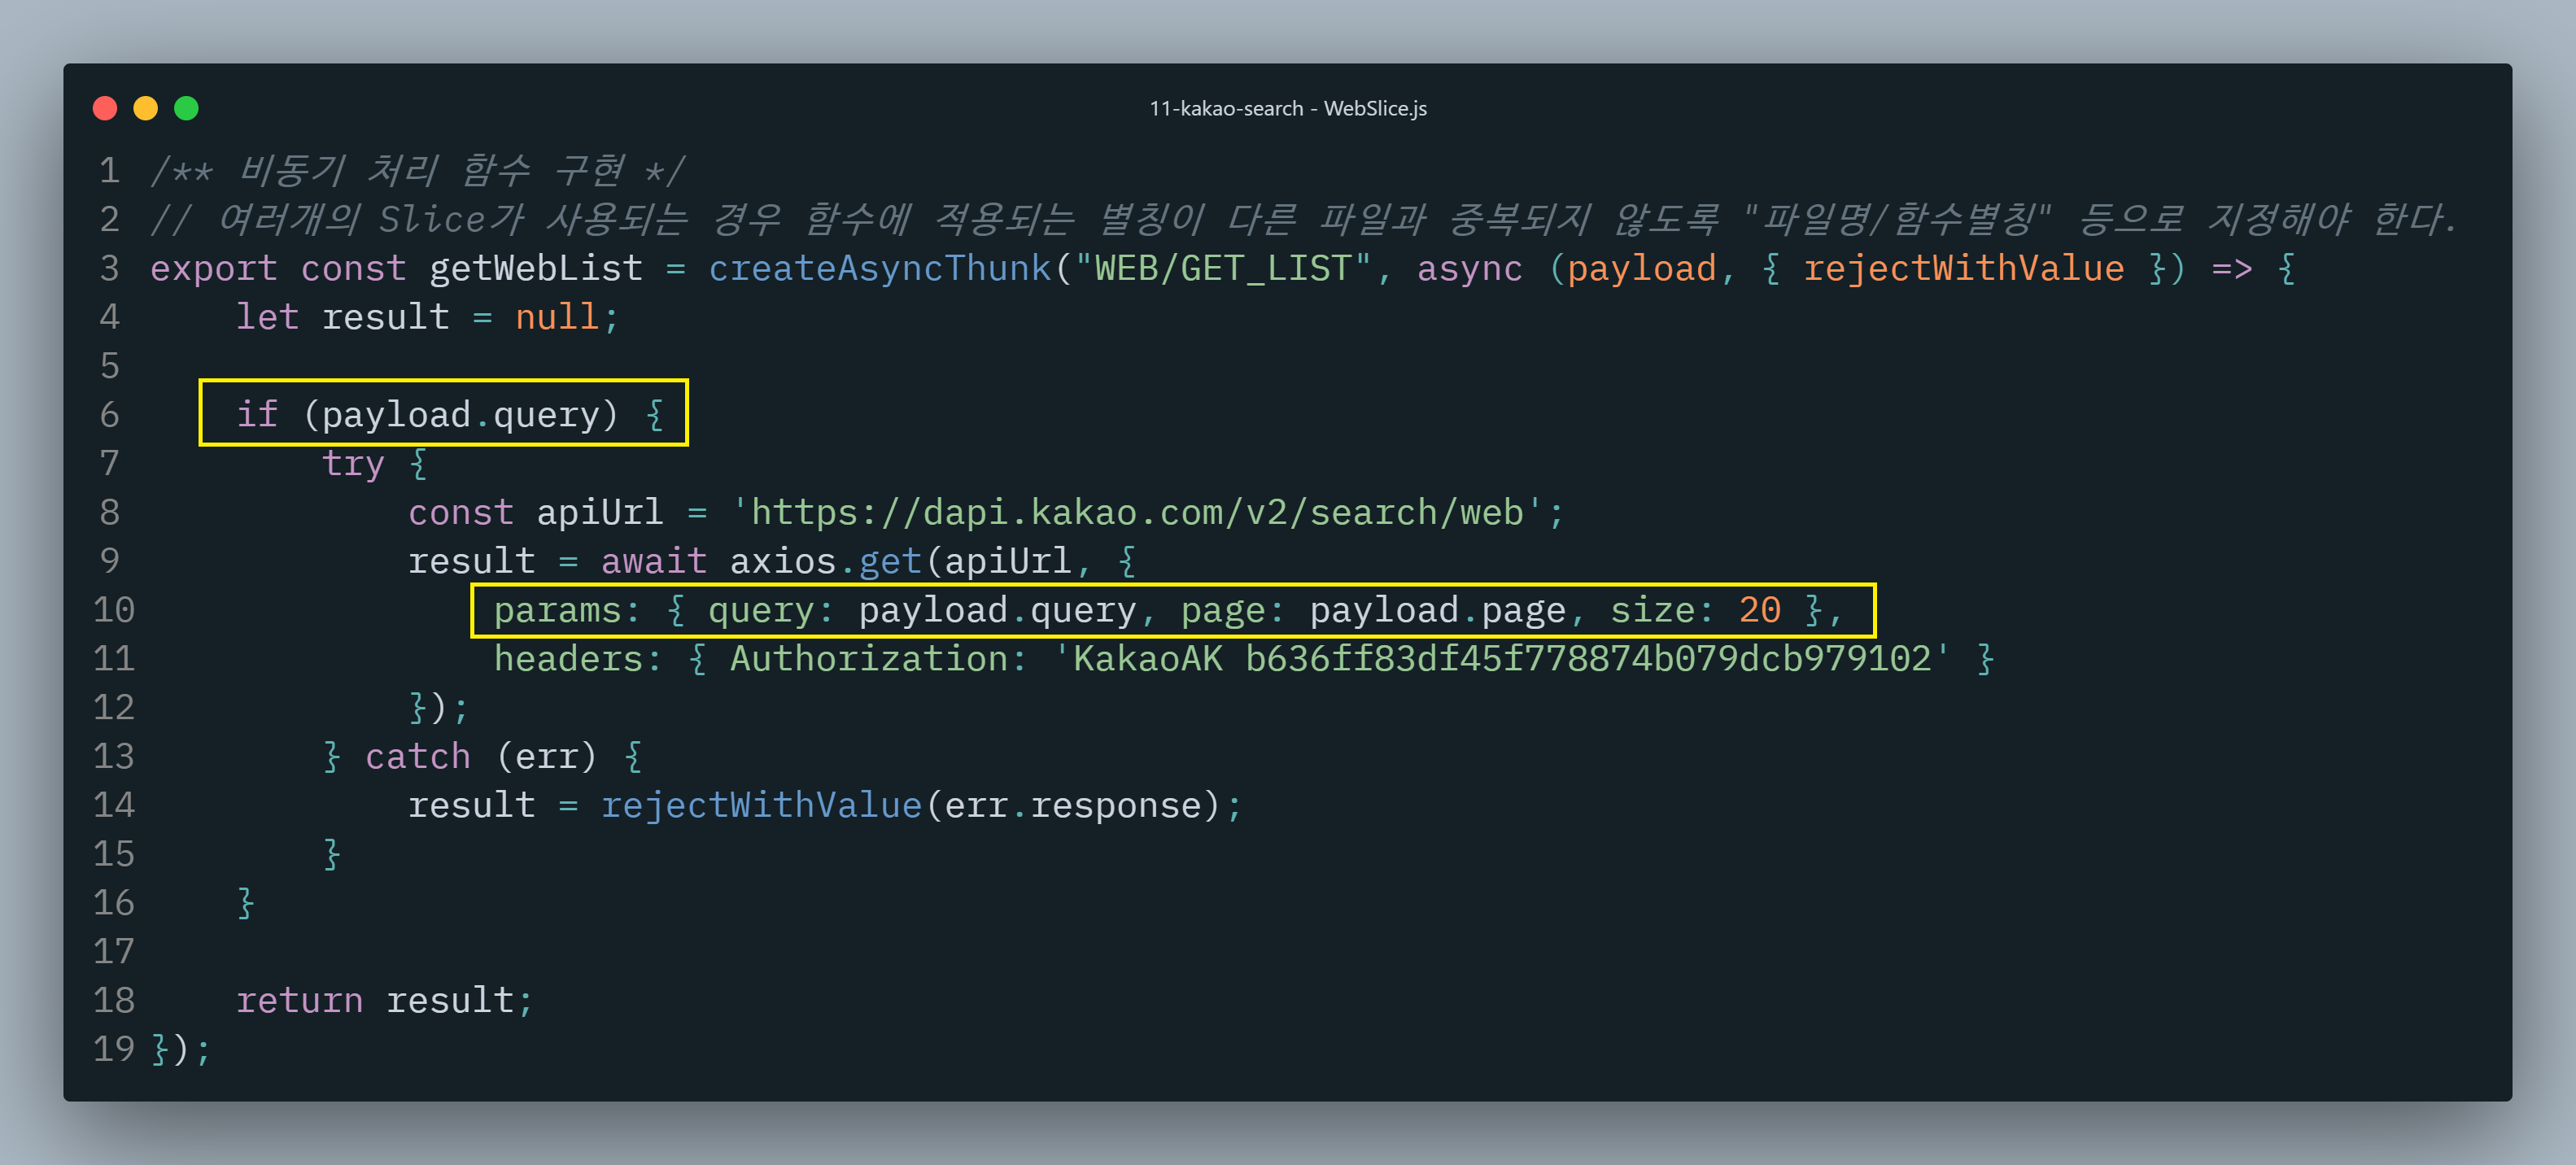 11-kakao-search - WebSlice.js
1 /** 비동기 처리 함수 구현 */
2 // 여러개의 Slice가 사용되는 경우 함수에 적용되는 별칭이 다른 파일과 중복되지 않도록 "파일명/함수별칭" 등으로 지정해야 한다.
3 export const getWebList = createAsyncThunk("WEB/GET_LIST", async (payload, { rejectWithValue }) => {
4     let result = null;
5
6     if (payload.query) {
7         try {
8             const apiUrl = 'https://dapi.kakao.com/v2/search/web';
9             result = await axios.get(apiUrl, {
10                 params: { query: payload.query, page: payload.page, size: 20 },
11                 headers: { Authorization: 'KakaoAK b636ff83df45f778874b079dcb979102' }
12             });
13         } catch (err) {
14             result = rejectWithValue(err.response);
15         }
16     }
17
18     return result;
19 });